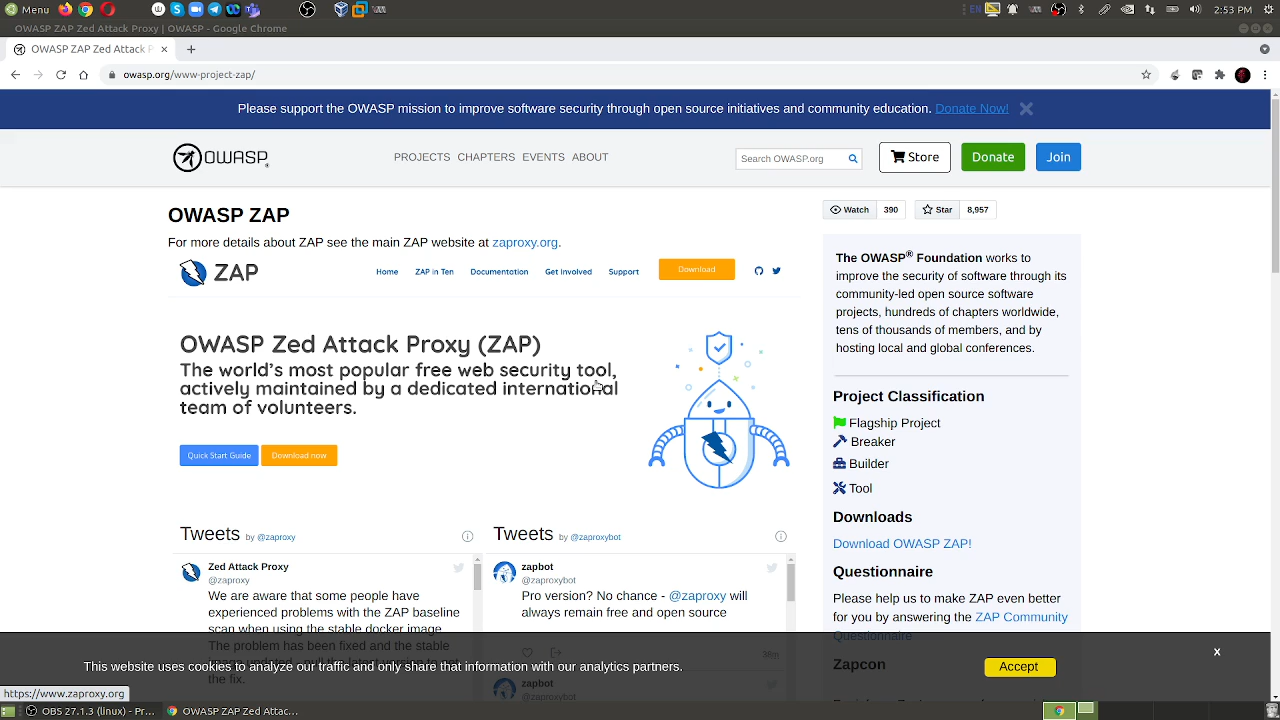 Menu
EN
2:53 PM
OWASP ZAP Zed Attack Proxy | OWASP - Google Chrome
OWASP ZAP Zed Attack P
owasp.org/www-project-zap/
Please support the OWASP mission to improve software security through open source initiatives and community education. Donate Now!
OWASP
PROJECTS CHAPTERS EVENTS ABOUT
Search OWASP.org
Store
Donate
Join
OWASP ZAP
For more details about ZAP see the main ZAP website at zaproxy.org.
ZAP
Home ZAP in Ten Documentation Get Involved Support
Download
OWASP Zed Attack Proxy (ZAP)
The world's most popular free web security tool,
actively maintained by a dedicated international
team of volunteers.
Quick Start Guide
Download now
Tweets by @zaproxy
Zed Attack Proxy
@zaproxy
We are aware that some people have
experienced problems with the ZAP baseline
scan when using the stable docker image.
The problem has been fixed and the stable
the fix.
Tweets by @zaproxybot
zapbot
@zaproxybot
Pro version? No chance - @zaproxy will
always remain free and open source
zapbot
@zaproxybot
Watch 390
Star 8,957
The OWASP® Foundation works to
improve the security of software through its
community-led open source software
projects, hundreds of chapters worldwide,
tens of thousands of members, and by
hosting local and global conferences.
Project Classification
Flagship Project
Breaker
Builder
Tool
Downloads
Download OWASP ZAP!
Questionnaire
Please help us to make ZAP even better
for you by answering the ZAP Community
Questionnaire
Zapcon
This website uses cookies to analyze our traffic and only share that information with our analytics partners.
Accept
x
https://www.zaproxy.org
OBS 27.1.3 (linux) - Pr...
OWASP ZAP Zed Attac...